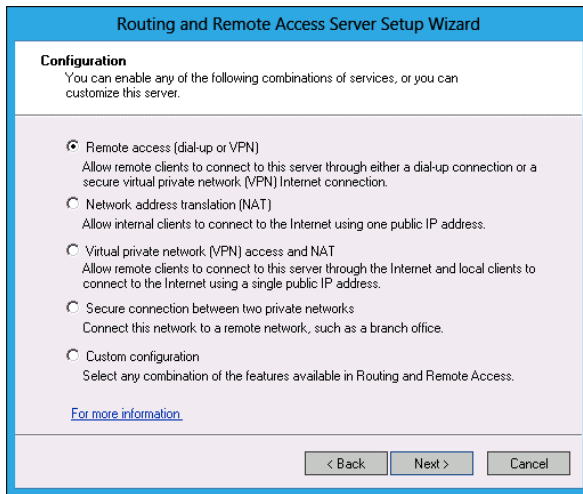 Routing and Remote Access Server Setup Wizard
Configuration
You can enable any of the following combinations of services, or you can
customize this server.
Remote access (dial-up or VPN)
Allow remote clients to connect to this server through either a dial-up connection or a
secure virtual private network (VPN) Internet connection.
Network address translation (NAT)
Allow internal clients to connect to the Internet using one public IP address.
Virtual private network (VPN) access and NAT
Allow remote clients to connect to this server through the Internet and local clients to
connect to the Internet using a single public IP address.
Secure connection between two private networks
Connect this network to a remote network, such as a branch office.
Custom configuration
Select any combination of the features available in Routing and Remote Access.
For more information
< Back Next > Cancel